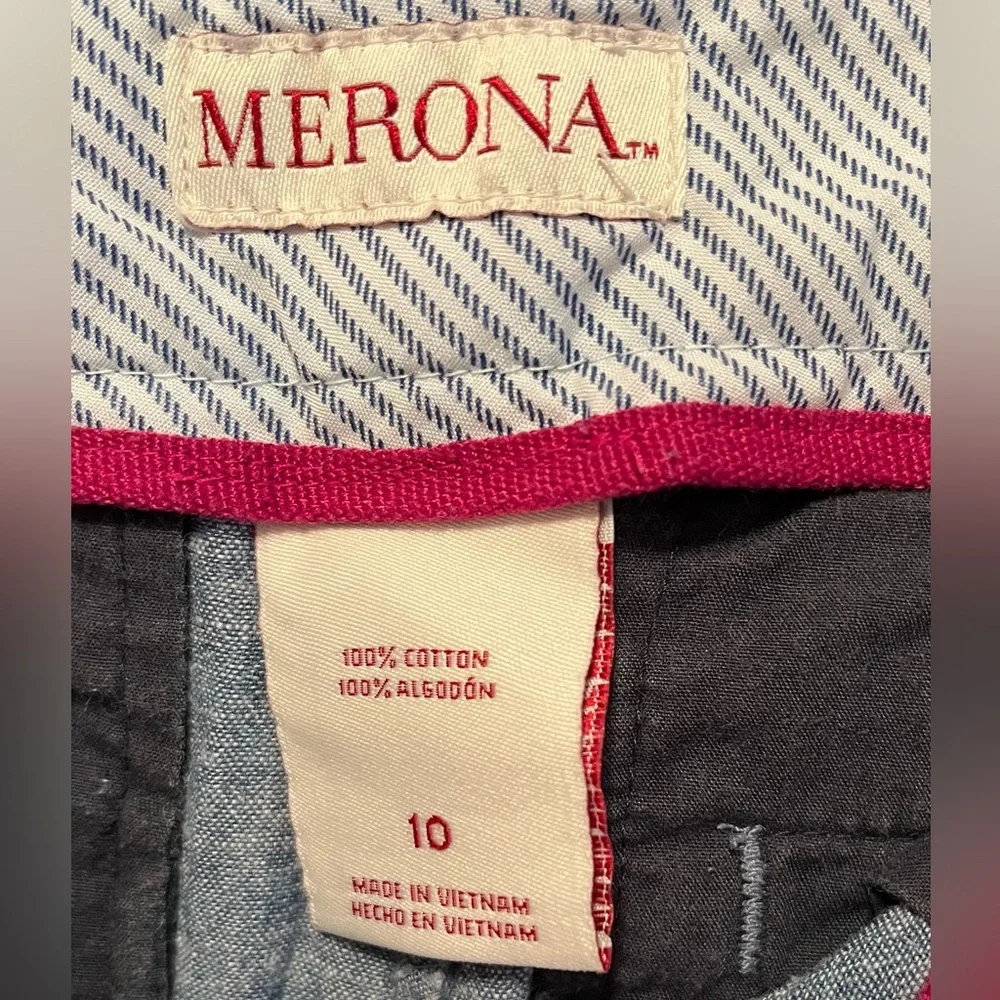 MERONA™
100% COTTON
100% ALGODÓN
10
MADE IN VIETNAM
HECHO EN VIETNAM